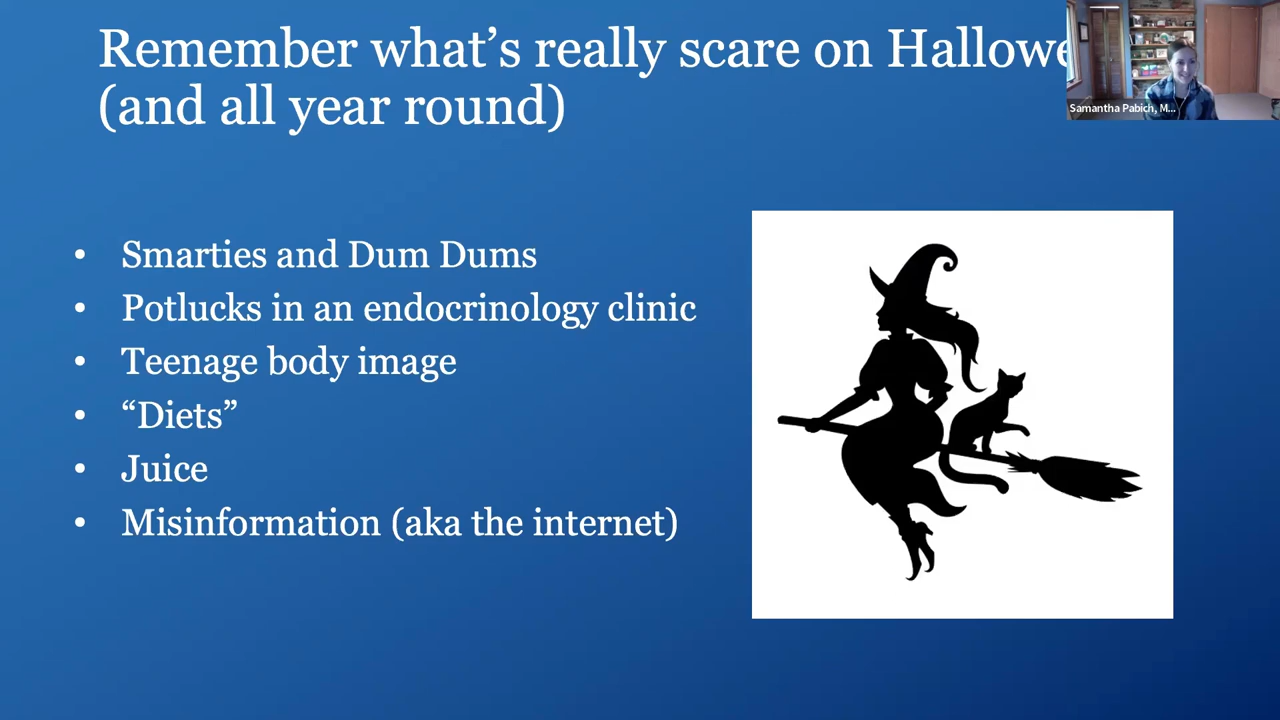 Remember what's really scare on Hallowe
(and all year round)
Samantha Pabich, M...
• Smarties and Dum Dums
• Potlucks in an endocrinology clinic
• Teenage body image
• “Diets”
• Juice
• Misinformation (aka the internet)